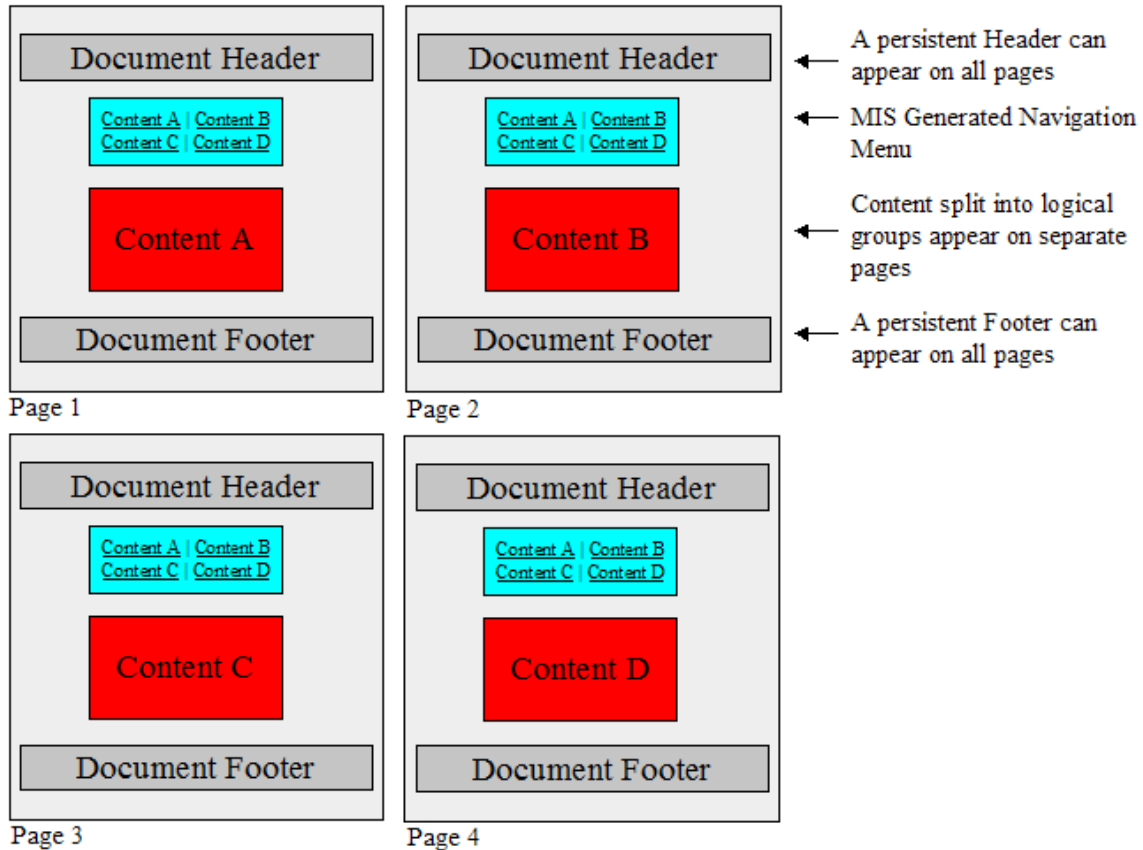 Document Header
Content A | Content B
Content C | Content D
Content A
Document Footer
Page 1
Document Header
Content A | Content B
Content C | Content D
Content B
Document Footer
Page 2
A persistent Header can
appear on all pages
MIS Generated Navigation
Menu
Content split into logical
groups appear on separate
pages
A persistent Footer can
appear on all pages
Document Header
Content A | Content B
Content C | Content D
Content C
Document Footer
Page 3
Document Header
Content A | Content B
Content C | Content D
Content D
Document Footer
Page 4